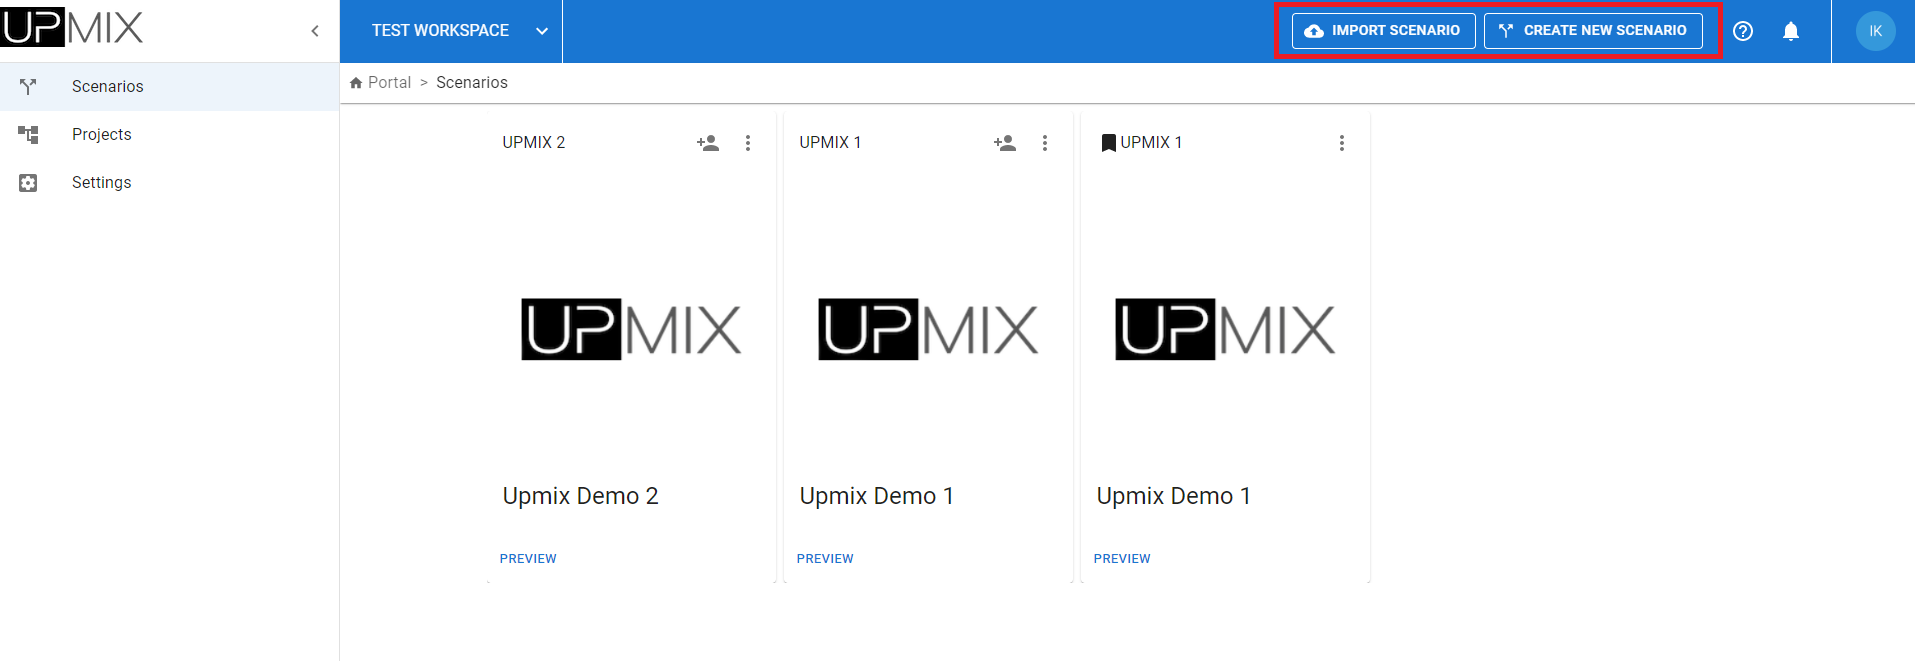 UPMIX
TEST WORKSPACE
IMPORT SCENARIO
CREATE NEW SCENARIO
IK
Scenarios
Projects
Settings
Portal > Scenarios
UPMIX 2
UPMIX
Upmix Demo 2
PREVIEW
UPMIX 1
UPMIX
Upmix Demo 1
PREVIEW
UPMIX 1
UPMIX
Upmix Demo 1
PREVIEW